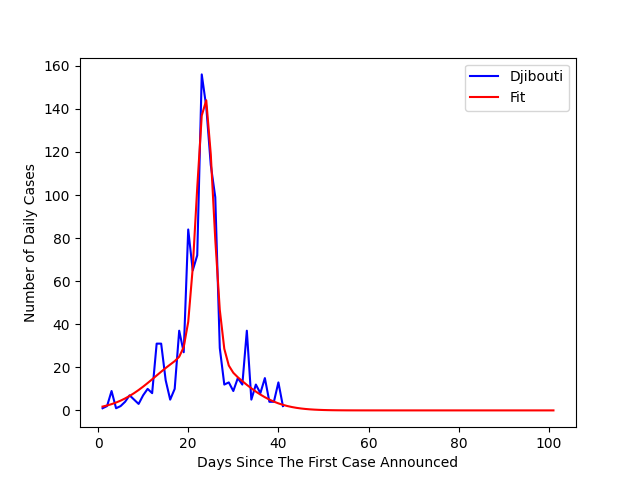 Djibouti
Fit
160
140
120
100
80
60
40
20
0
Number of Daily Cases
0 20 40 60 80 100
Days Since The First Case Announced